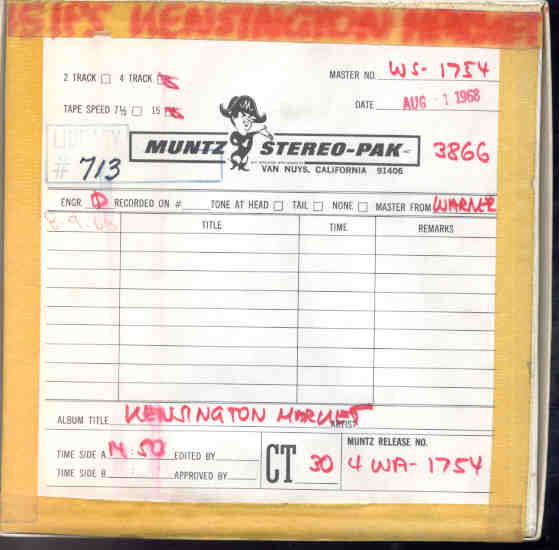 KENSINGTON MARKET
2 TRACK 4 TRACK
MASTER NO. WS-1754
TAPE SPEED 7½ 15
DATE AUG - 1 1968
LIBRARY
# 713
MUNTZ STEREO-PAK INC
3866
VAN NUYS, CALIFORNIA 91406
ENGR. RECORDED ON # TONE AT HEAD TAIL NONE MASTER FROM WARNER
8-9-68
TITLE TIME REMARKS
ALBUM TITLE KENSINGTON MARKET ARTIST
TIME SIDE A 14:50 EDITED BY
TIME SIDE B APPROVED BY
CT 30
MUNTZ RELEASE NO.
4 WA-1754